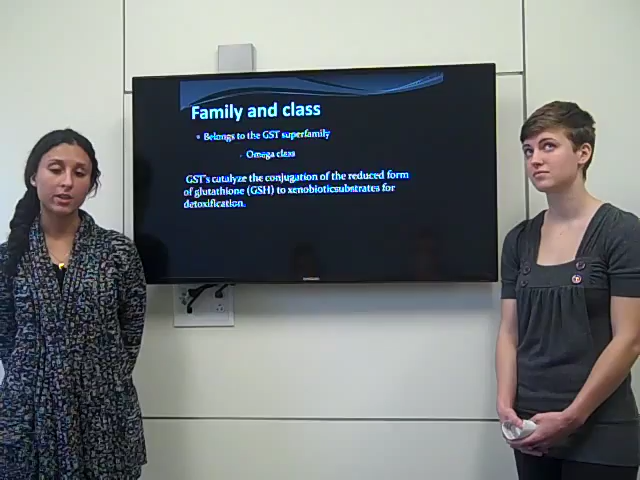 Family and class
Belongs to the GST superfamily
Omega class
GST's catalyze the conjugation of the reduced form
of glutathione (GSH) to xenobioticsubstrates for
detoxification.